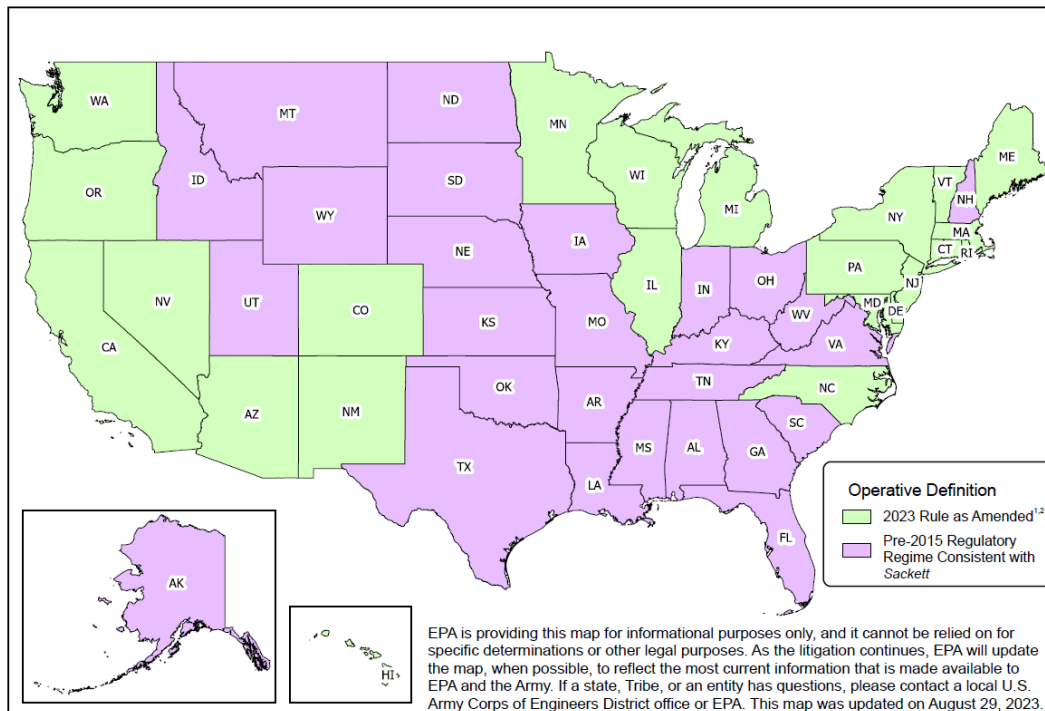 WA
MT
ND
MN
ME
OR
ID
SD
WI
VT
NH
WY
MI
NY
MA
CT
RI
NE
IA
PA
NV
UT
CO
IL
IN
OH
NJ
MD
DE
CA
KS
MO
WV
VA
KY
AZ
NM
OK
AR
TN
NC
SC
TX
MS
AL
GA
LA
FL
AK
HI
Operative Definition
2023 Rule as Amended1,2
Pre-2015 Regulatory
Regime Consistent with
Sackett
EPA is providing this map for informational purposes only, and it cannot be relied on for
specific determinations or other legal purposes. As the litigation continues, EPA will update
the map, when possible, to reflect the most current information that is made available to
EPA and the Army. If a state, Tribe, or an entity has questions, please contact a local U.S.
Army Corps of Engineers District office or EPA. This map was updated on August 29, 2023.